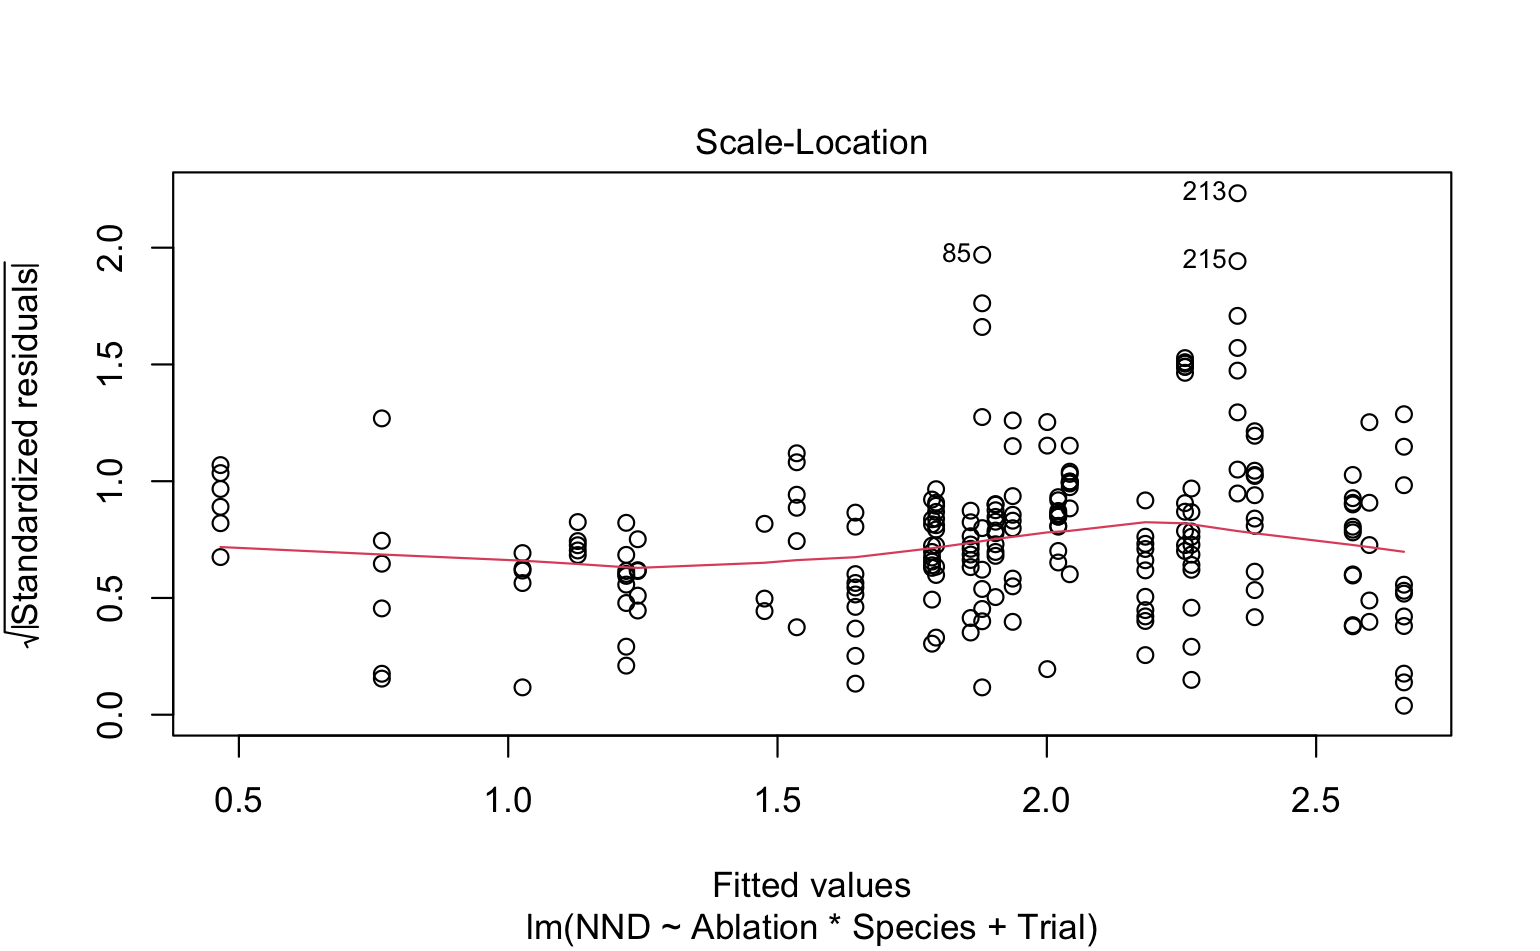 Scale-Location
√|Standardized residuals|
2.0
1.5
1.0
0.5
0.0
213
85
215
0.5 1.0 1.5 2.0 2.5
Fitted values
lm(NND ~ Ablation * Species + Trial)